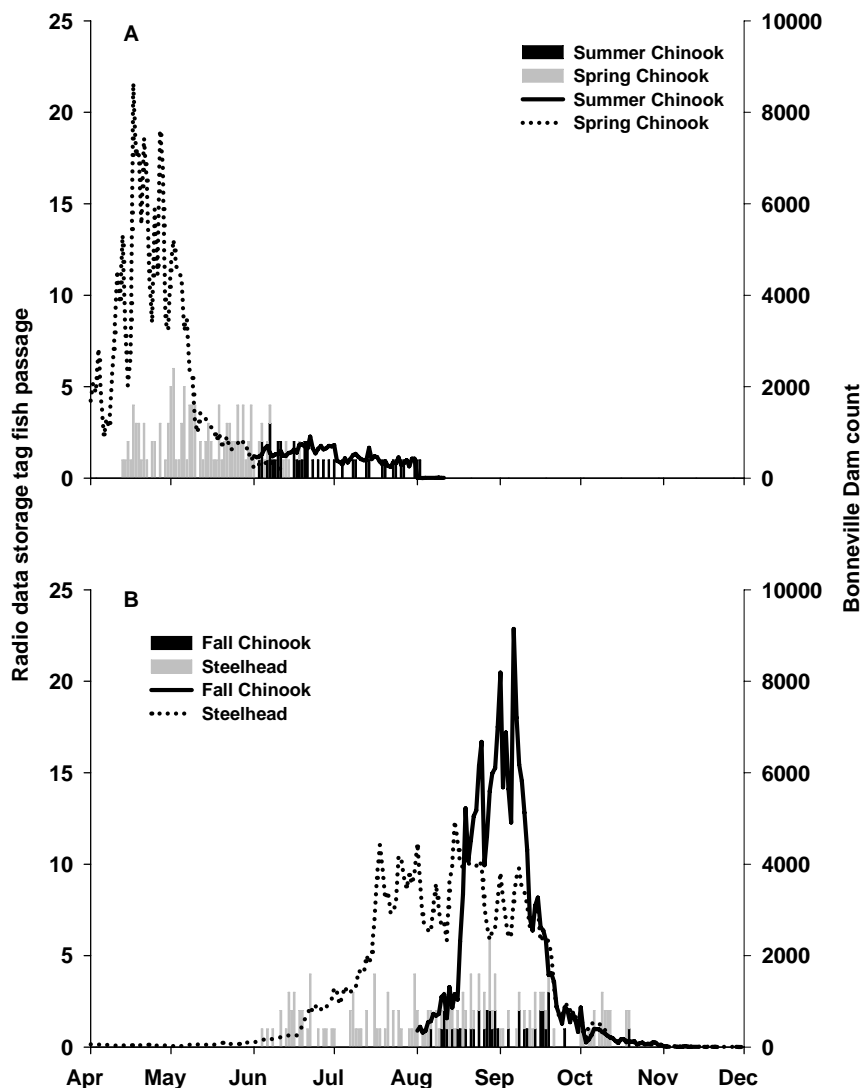 Radio data storage tag fish passage
Bonneville Dam count
A
25
20
15
10
5
0
10000
8000
6000
4000
2000
0
Summer Chinook
Spring Chinook
Summer Chinook
Spring Chinook
B
25
20
15
10
5
0
10000
8000
6000
4000
2000
0
Fall Chinook
Steelhead
Fall Chinook
Steelhead
Apr May Jun Jul Aug Sep Oct Nov Dec